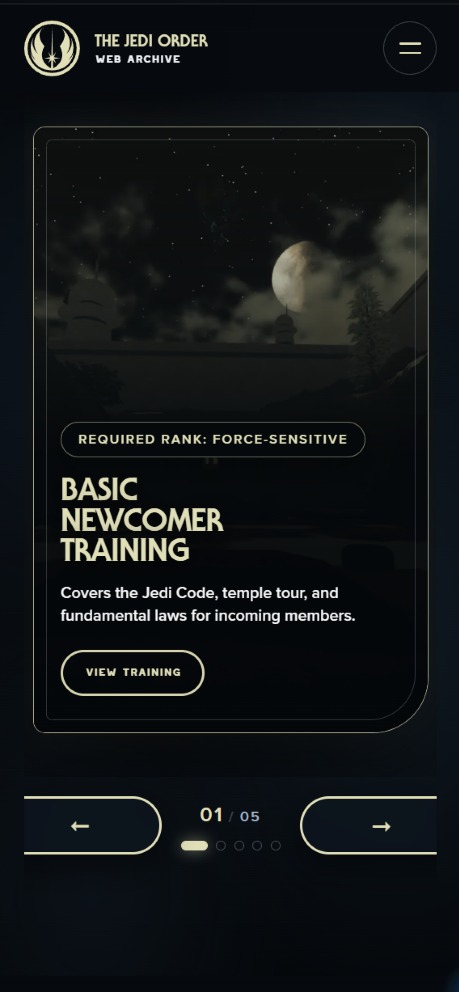 THE JEDI ORDER
WEB ARCHIVE
REQUIRED RANK: FORCE-SENSITIVE
BASIC
NEWCOMER
TRAINING
Covers the Jedi Code, temple tour, and
fundamental laws for incoming members.
VIEW TRAINING
← 01 / 05 →